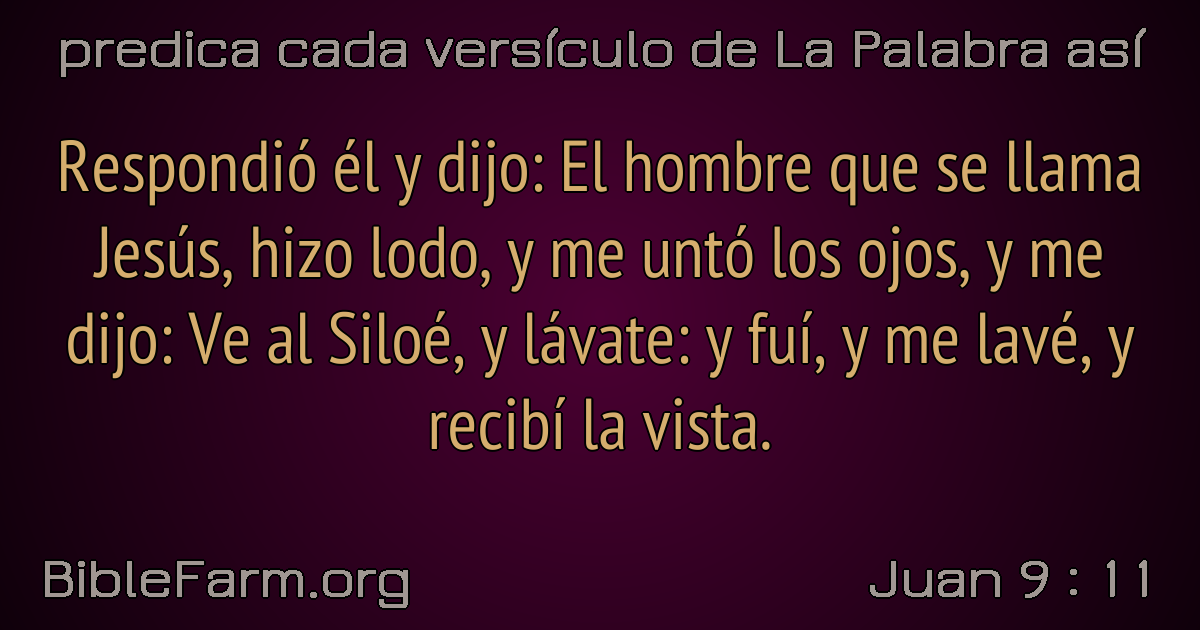 predica cada versículo de La Palabra así
Respondió él y dijo: El hombre que se llama
Jesús, hizo lodo, y me untó los ojos, y me
dijo: Ve al Siloé, y lávate: y fuí, y me lavé, y
recibí la vista.
BibleFarm.org
Juan 9 : 11